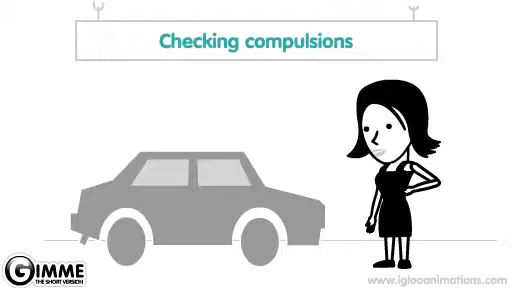 Checking compulsions
GIMME
THE SHORT VERSION
www.iglooanimations.com